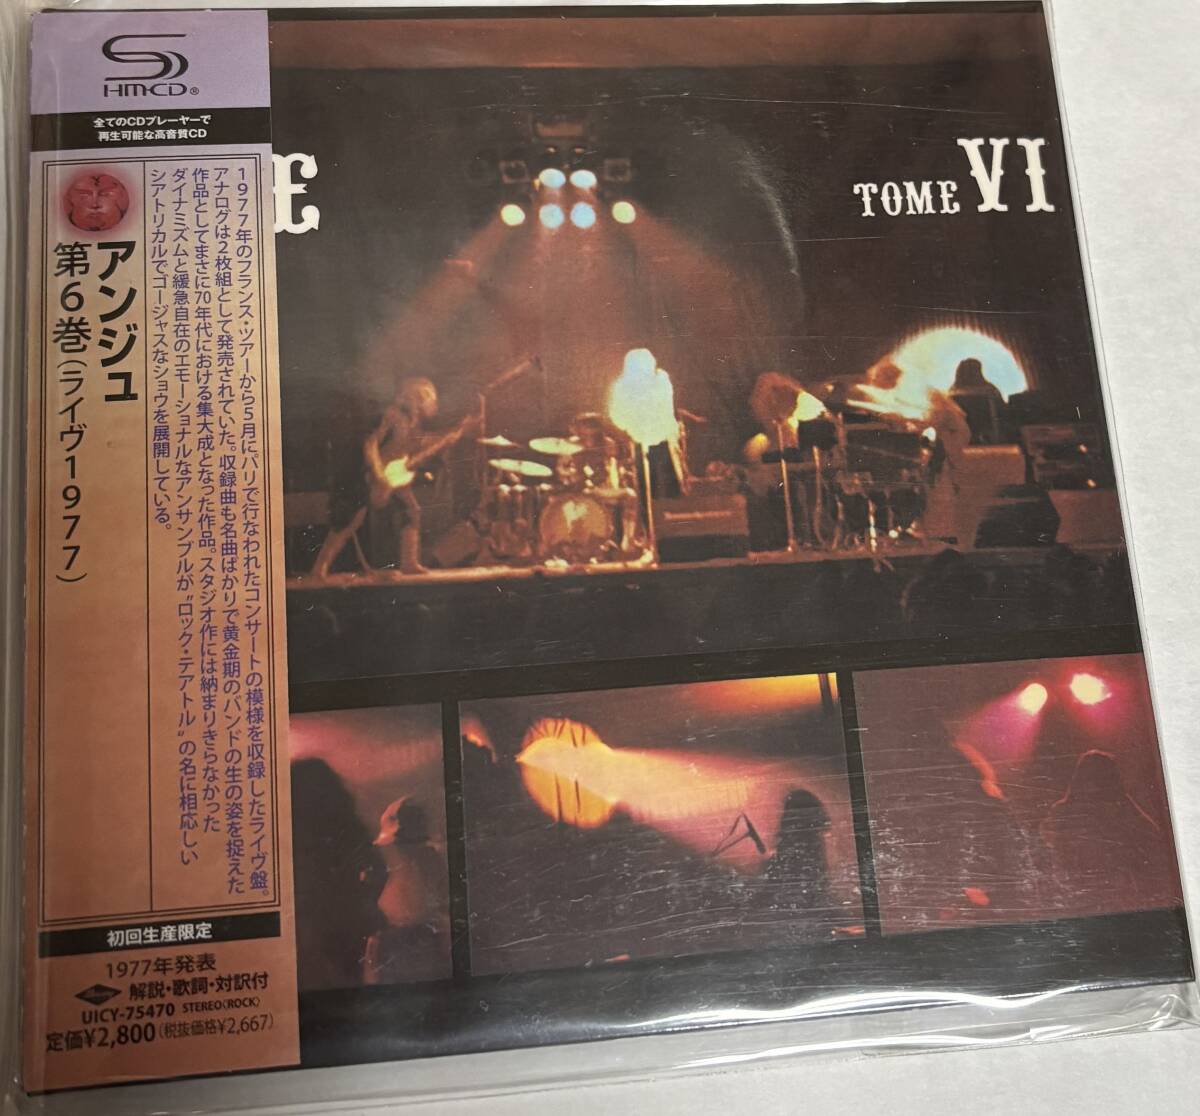 HM-CD®
全てのCDプレーヤーで
再生可能な高音質CD
アンジュ
第6巻(ライヴ1977)
1977年のフランス・ツアーから5月にパリで行なわれたコンサートの模様を収録したライヴ盤。
アナログは2枚組として発売されていた。収録曲も名曲ばかりで黄金期のバンドの生の姿を捉えた
作品としてまさに70年代における集大成となった作品。スタジオ作には納まりきらなかった
ダイナミズムと緩急自在のエモーショナルなアンサンブルが"ロック・テアトル"の名に相応しい
シアトリカルでゴージャスなショウを展開している。
初回生産限定
1977年発表
解説・歌詞・対訳付
UICY-75470 STEREO(ROCK)
定価¥2,800(税抜価格¥2,667)
E
TOME VI